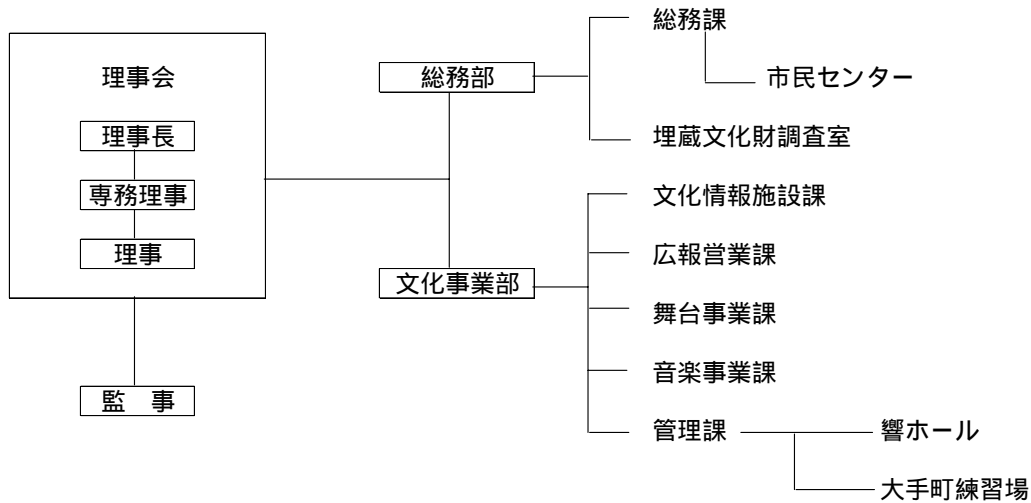 理事会
理事長
専務理事
理事
監　事
総務部
総務課
市民センター
埋蔵文化財調査室
文化事業部
文化情報施設課
広報営業課
舞台事業課
音楽事業課
管理課
響ホール
大手町練習場